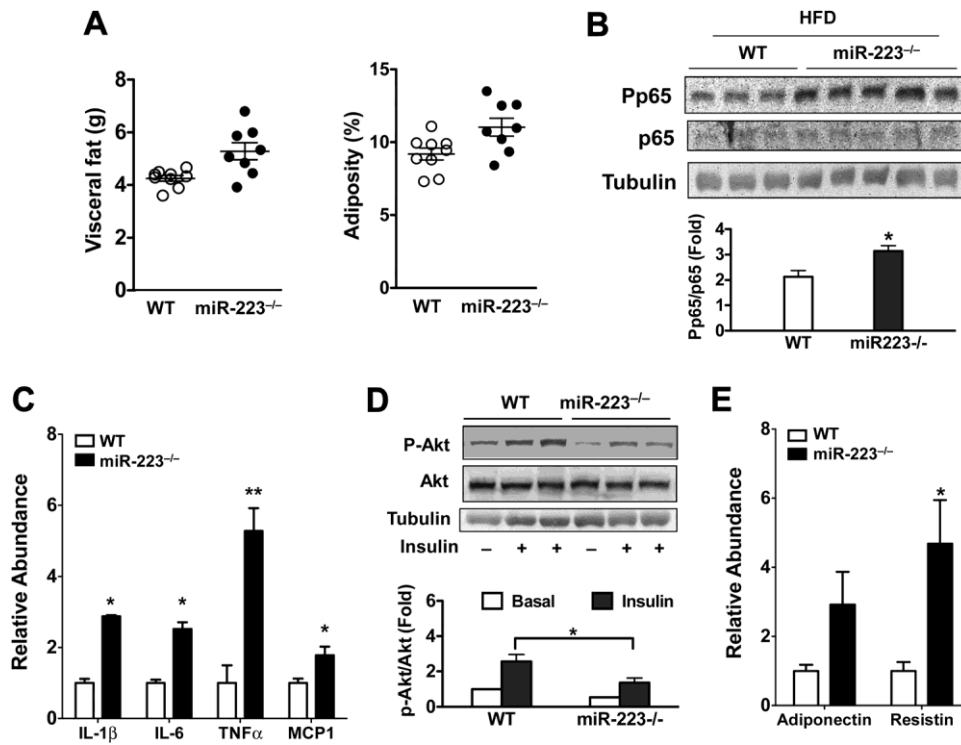 A
Visceral fat (g)
8
6
4
2
0
WT miR-223–/–
Adiposity (%)
15
10
5
0
WT miR-223–/–
B
HFD
WT miR-223–/–
Pp65
p65
Tubulin
Pp65/p65 (Fold)
4
3
2
1
0
*
WT miR223-/-
C
WT
miR-223–/–
Relative Abundance
8
6
4
2
0
* * ** *
IL-1β IL-6 TNFα MCP1
D
WT miR-223–/–
P-Akt
Akt
Tubulin
Insulin – + + – + +
p-Akt/Akt (Fold)
6
4
2
0
Basal Insulin
*
WT miR-223-/-
E
WT
miR-223–/–
Relative Abundance
8
6
4
2
0
*
Adiponectin Resistin